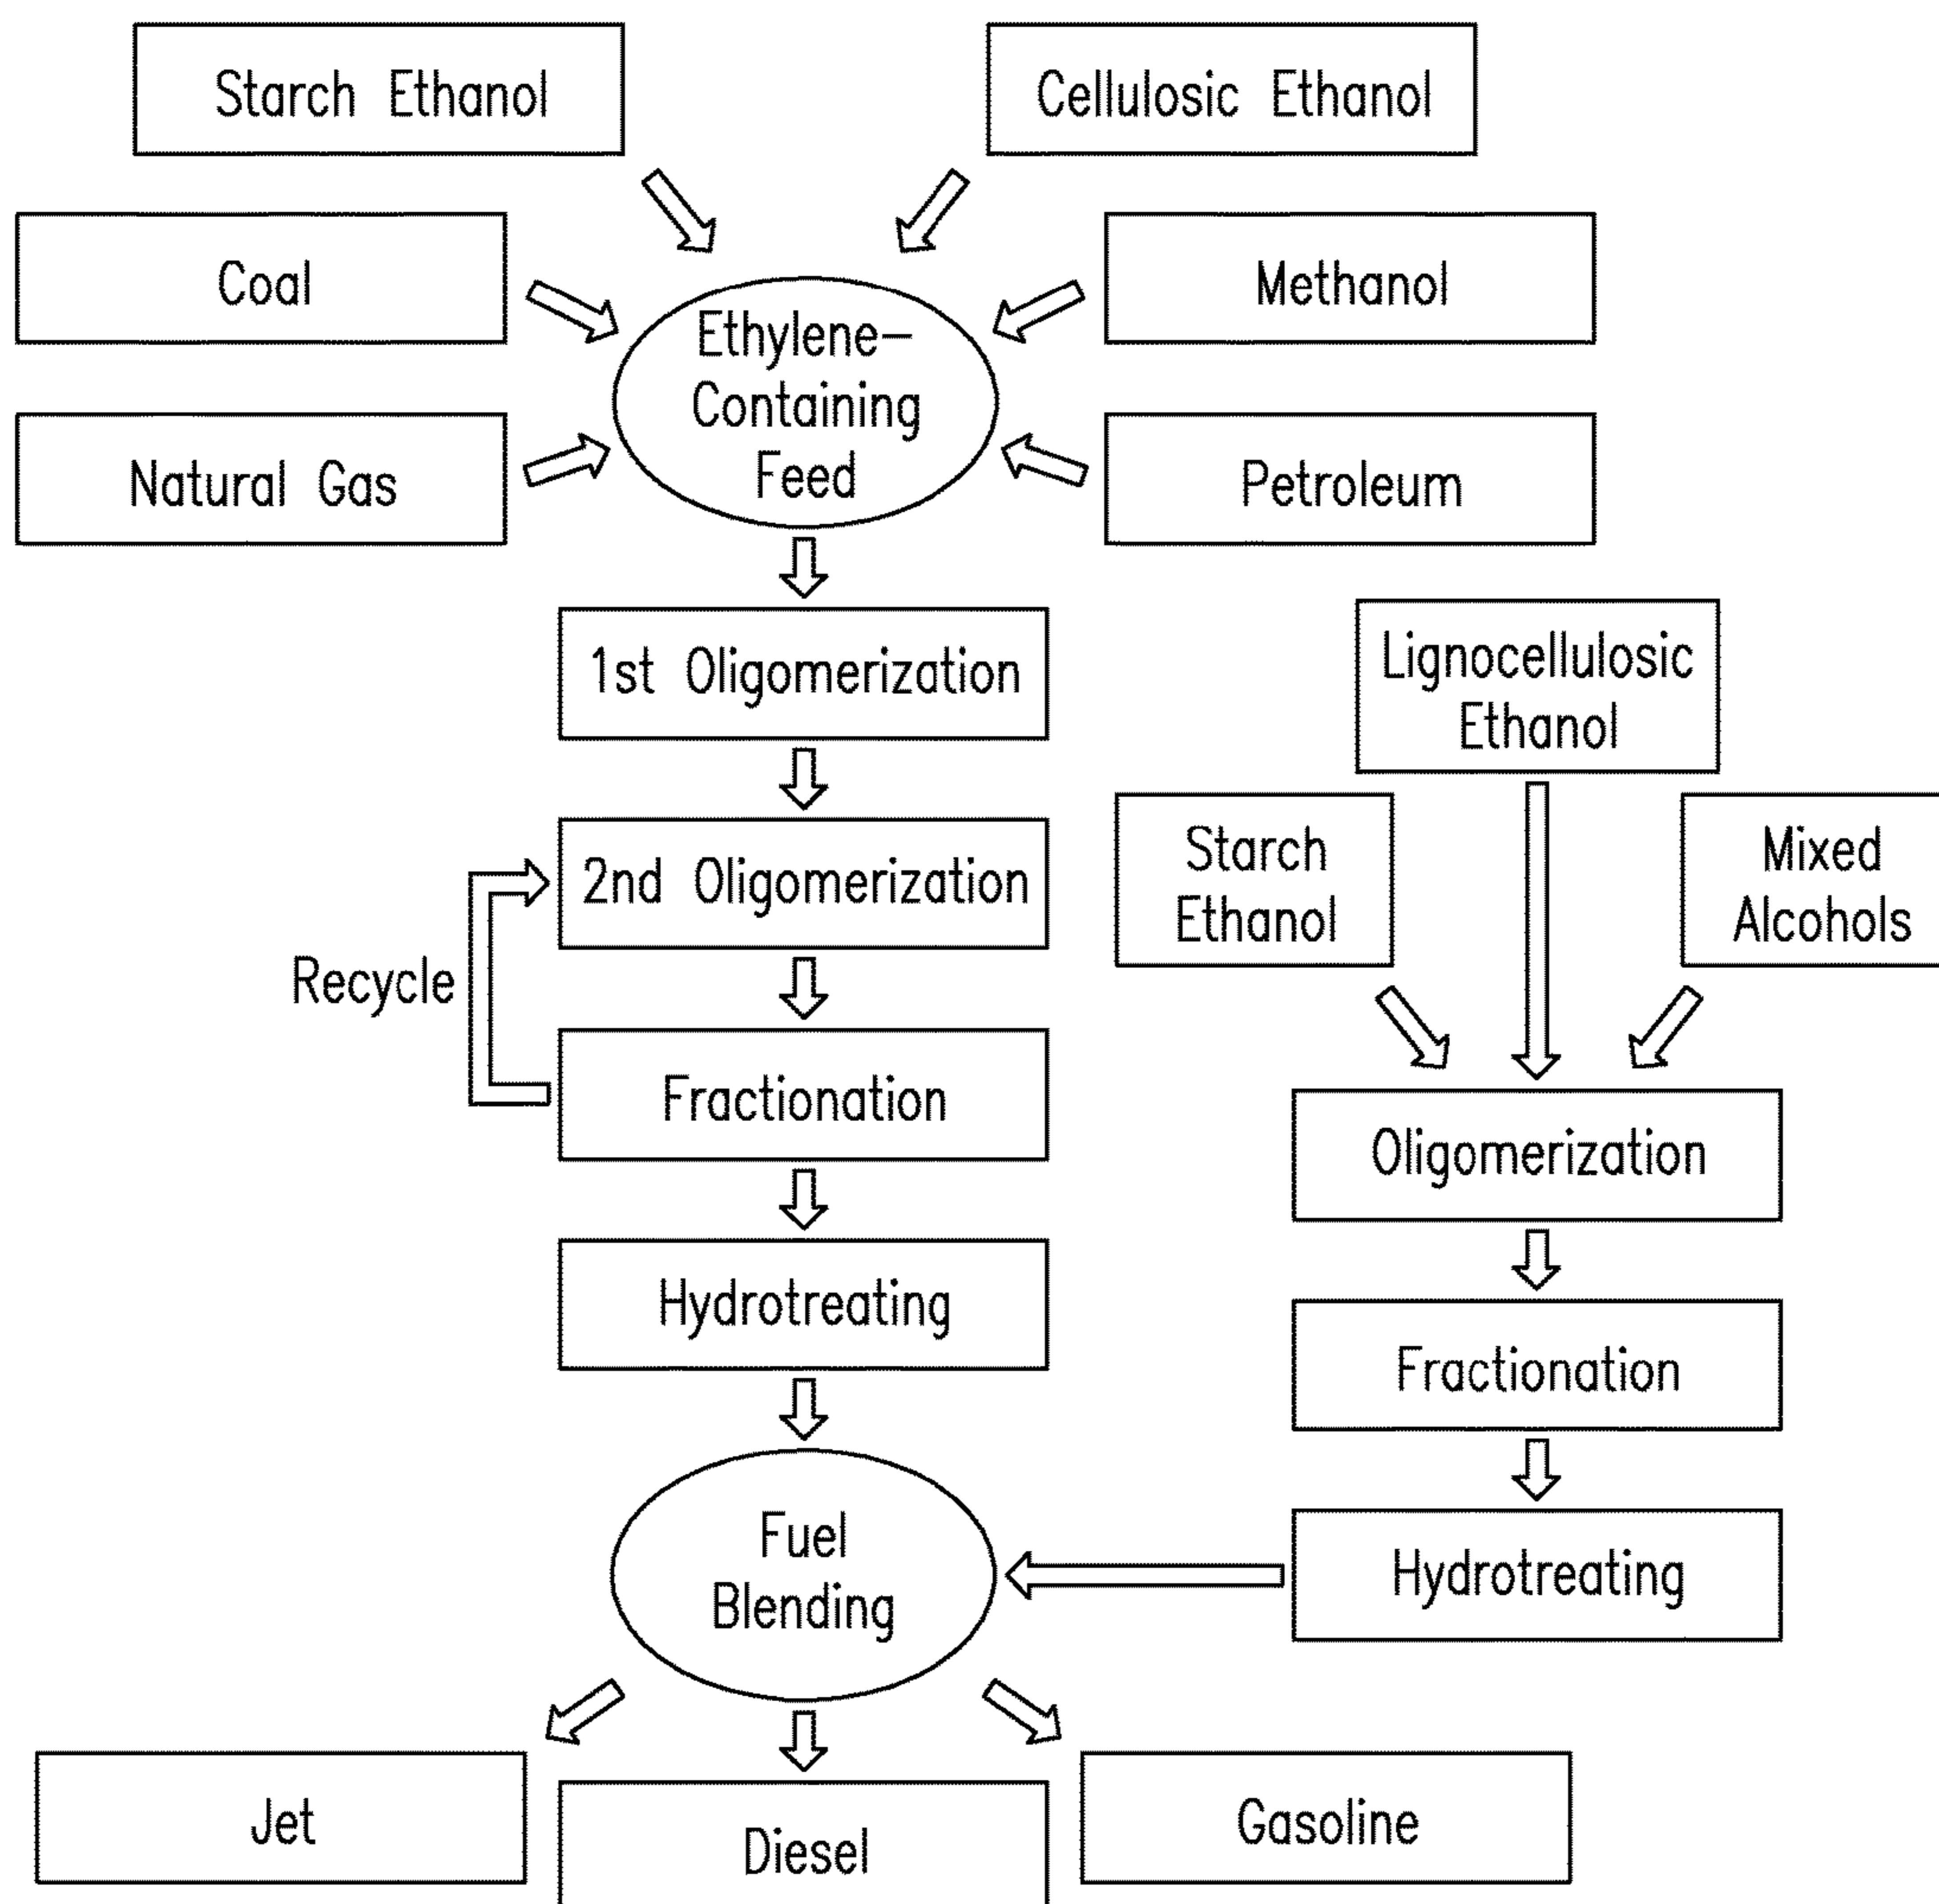 Starch Ethanol
Cellulosic Ethanol
Coal
Methanol
Ethylene-
Containing
Feed
Natural Gas
Petroleum
1st Oligomerization
Lignocellulosic
Ethanol
2nd Oligomerization
Starch
Ethanol
Mixed
Alcohols
Recycle
Fractionation
Oligomerization
Hydrotreating
Fractionation
Fuel
Blending
Hydrotreating
Jet
Diesel
Gasoline